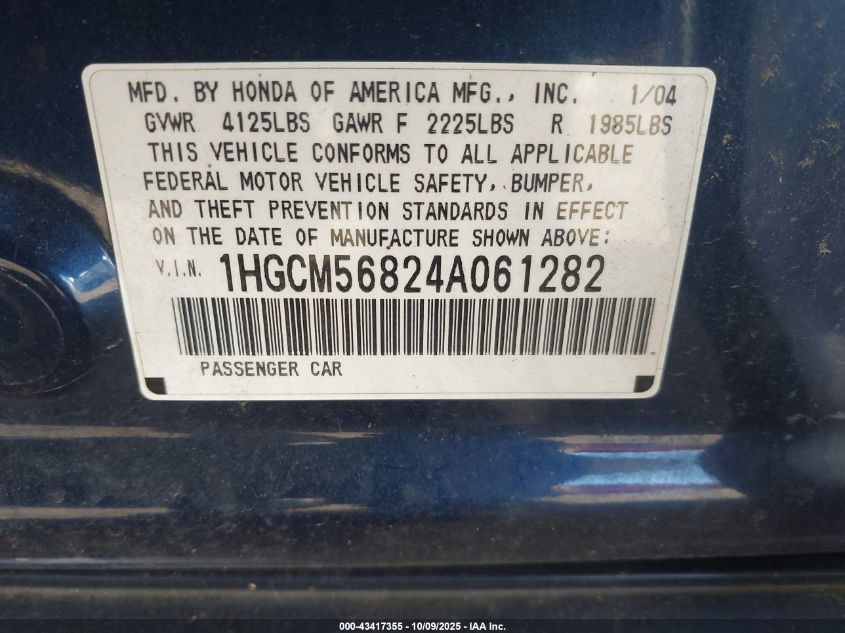 MFD. BY HONDA OF AMERICA MFG., INC. 1/04
GVWR 4125LBS GAWR F 2225LBS R 1985LBS
THIS VEHICLE CONFORMS TO ALL APPLICABLE
FEDERAL MOTOR VEHICLE SAFETY, BUMPER,
AND THEFT PREVENTION STANDARDS IN EFFECT
ON THE DATE OF MANUFACTURE SHOWN ABOVE:
V.I.N. 1HGCM56824A061282
PASSENGER CAR
000-43417355 - 10/09/2025 - IAA Inc.